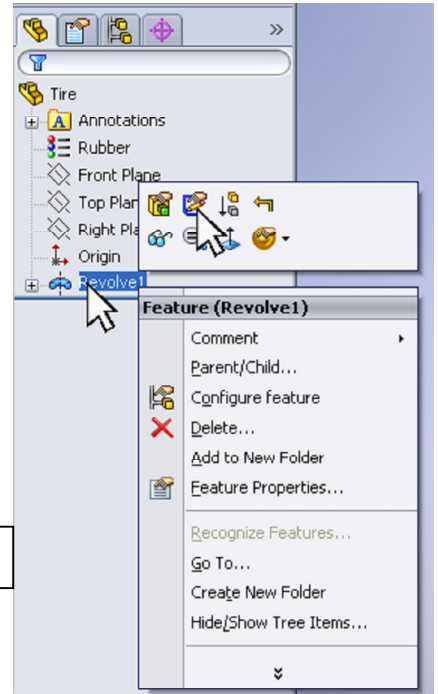 Tire
A Annotations
Rubber
Front Plane
Top Plan
Right Pla
Origin
Revolve1
Feature (Revolve1)
Comment
Parent/Child...
Configure feature
Delete...
Add to New Folder
Feature Properties...
Recognize Features...
Go To...
Create New Folder
Hide/Show Tree Items...